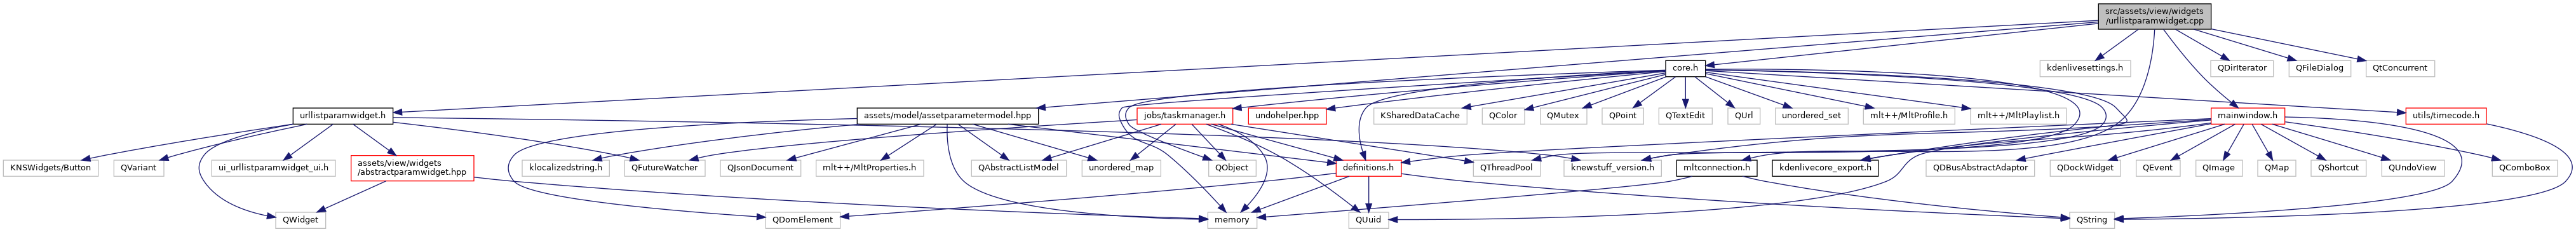 src/assets/view/widgets
/urllistparamwidget.cpp
core.h
kdenlivesettings.h
QDirIterator
QFileDialog
QtConcurrent
urllistparamwidget.h
assets/model/assetparametermodel.hpp
jobs/taskmanager.h
undohelper.hpp
KSharedDataCache
QColor
QMutex
QPoint
QTextEdit
QUrl
unordered_set
mlt++/MltProfile.h
mlt++/MltPlaylist.h
mainwindow.h
utils/timecode.h
KNSWidgets/Button
QVariant
ui_urllistparamwidget_ui.h
assets/view/widgets
/abstractparamwidget.hpp
klocalizedstring.h
QFutureWatcher
QJsonDocument
mlt++/MltProperties.h
QAbstractListModel
unordered_map
QObject
definitions.h
QThreadPool
knewstuff_version.h
mltconnection.h
kdenlivecore_export.h
QDBusAbstractAdaptor
QDockWidget
QEvent
QImage
QMap
QShortcut
QUndoView
QComboBox
QWidget
QDomElement
memory
QUuid
QString